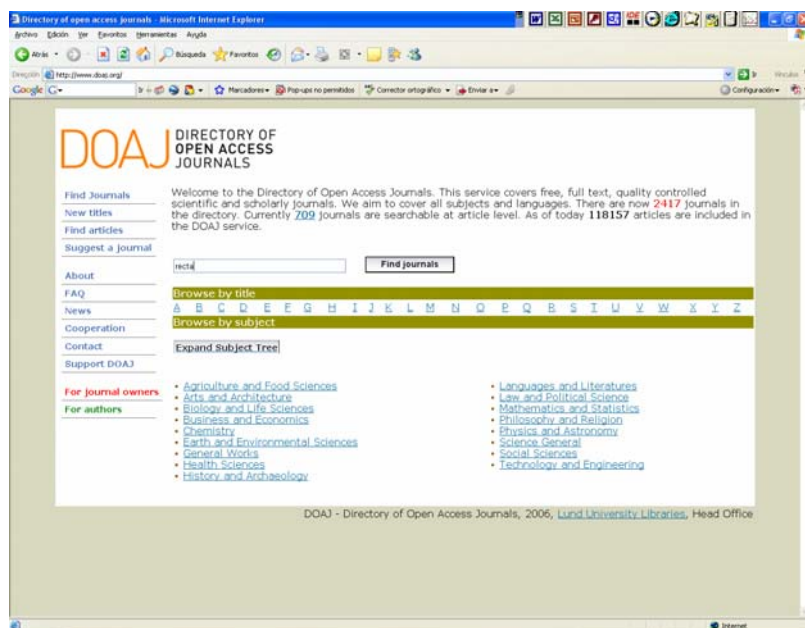 Directory of open access journals - Microsoft Internet Explorer
Archivo Edición Ver Favoritos Herramientas Ayuda
Atrás Búsqueda Favoritos
Dirección http://www.doaj.org/ Ir Vínculos
Google G Ir Marcadores Pop-ups no permitidos Corrector ortográfico Enviar a Configuración
DOAJ DIRECTORY OF
OPEN ACCESS
JOURNALS
Find Journals
New titles
Find articles
Suggest a journal
About
FAQ
News
Cooperation
Contact
Support DOAJ
For journal owners
For authors
Welcome to the Directory of Open Access Journals. This service covers free, full text, quality controlled
scientific and scholarly journals. We aim to cover all subjects and languages. There are now 2417 journals in
the directory. Currently 709 journals are searchable at article level. As of today 118157 articles are included in
the DOAJ service.
recta Find journals
Browse by title
A B C D E F G H I J K L M N O P Q R S T U V W X Y Z
Browse by subject
Expand Subject Tree
• Agriculture and Food Sciences
• Arts and Architecture
• Biology and Life Sciences
• Business and Economics
• Chemistry
• Earth and Environmental Sciences
• General Works
• Health Sciences
• History and Archaeology
• Languages and Literatures
• Law and Political Science
• Mathematics and Statistics
• Philosophy and Religion
• Physics and Astronomy
• Science General
• Social Sciences
• Technology and Engineering
DOAJ - Directory of Open Access Journals, 2006, Lund University Libraries, Head Office
Internet